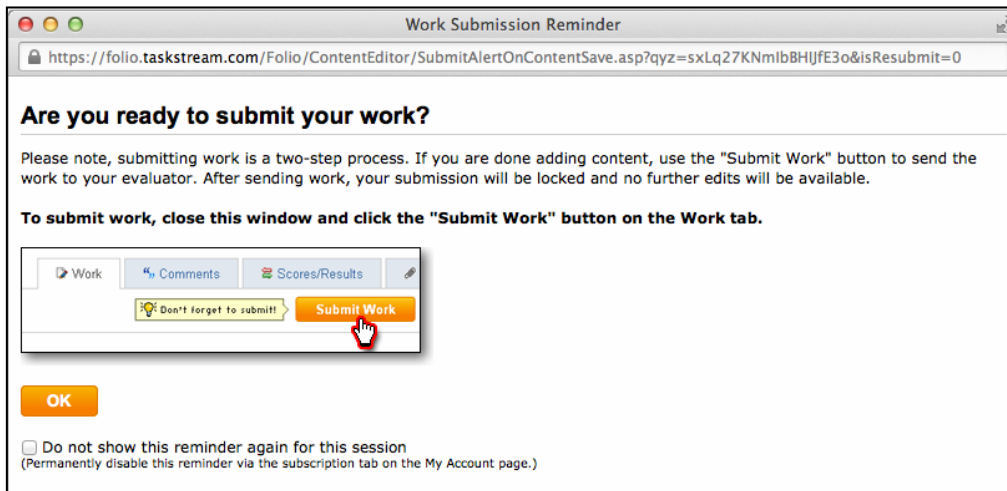 Work Submission Reminder
https://folio.taskstream.com/Folio/ContentEditor/SubmitAlertOnContentSave.asp?qyz=sxLq27KNmIbBHIJfE3o&isResubmit=0
Are you ready to submit your work?
Please note, submitting work is a two-step process. If you are done adding content, use the "Submit Work" button to send the
work to your evaluator. After sending work, your submission will be locked and no further edits will be available.
To submit work, close this window and click the "Submit Work" button on the Work tab.
Work Comments Scores/Results
Don't forget to submit! Submit Work
OK
Do not show this reminder again for this session
(Permanently disable this reminder via the subscription tab on the My Account page.)